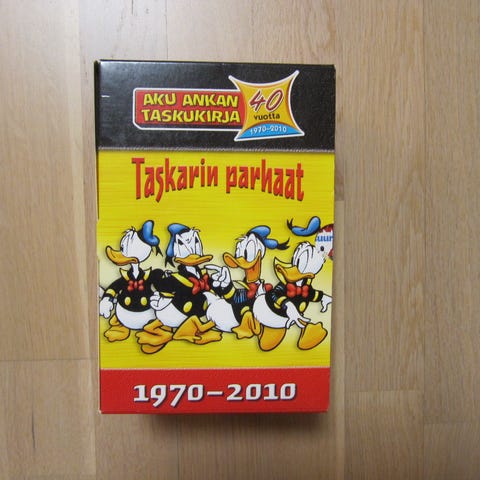 AKU ANKAN
TASKUKIRJA
40
vuotta
1970-2010
Taskarin parhaat
1970-2010